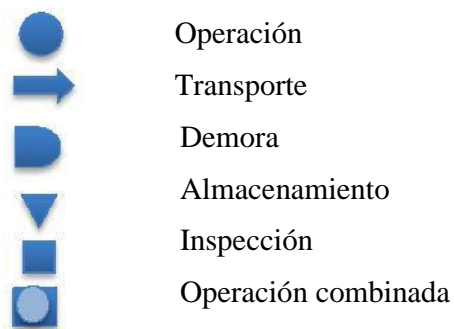 Operación
Transporte
Demora
Almacenamiento
Inspección
Operación combinada